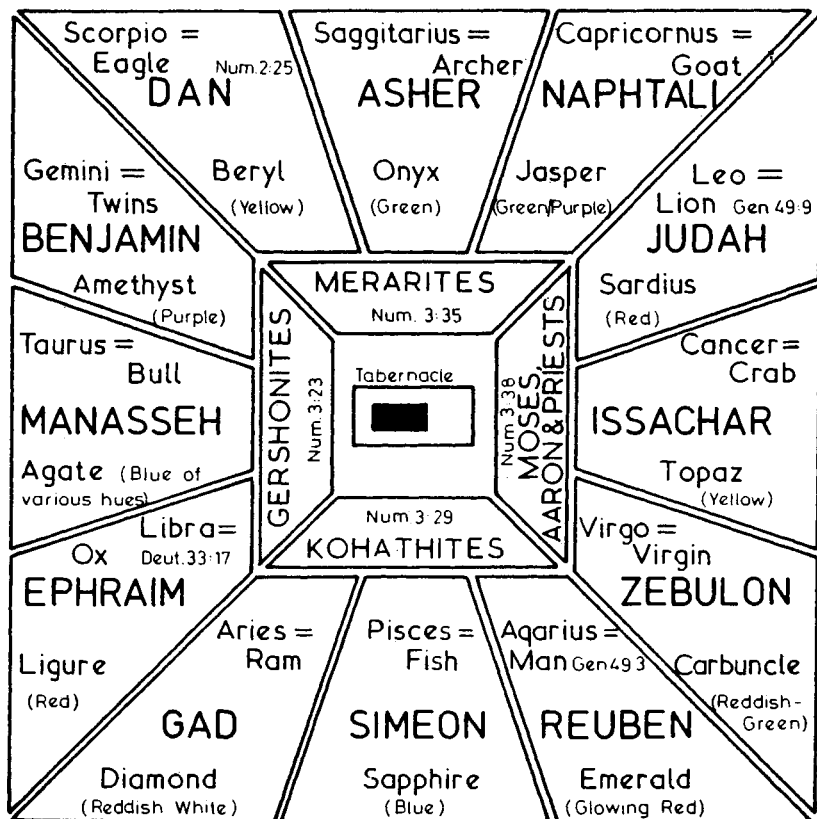 Scorpio =
Eagle
Num. 2:25
DAN
Beryl
(Yellow)
Saggitarius =
Archer
ASHER
Onyx
(Green)
Capricornus =
Goat
NAPHTALI
Jasper
(Green/Purple)
Gemini =
Twins
BENJAMIN
Amethyst
(Purple)
Leo =
Lion Gen 49:9
JUDAH
Sardius
(Red)
MERARITES
Num. 3:35
GERSHONITES
Num. 3:23
Tabernacle
Num 3:38
MOSES,
AARON & PRIESTS
Num 3:29
KOHATHITES
Taurus =
Bull
MANASSEH
Agate (Blue of
various hues)
Cancer=
Crab
ISSACHAR
Topaz
(Yellow)
Libra=
Ox Deut. 33:17
EPHRAIM
Ligure
(Red)
Virgo =
Virgin
ZEBULON
Carbuncle
(Reddish-
Green)
Aries =
Ram
GAD
Diamond
(Reddish White)
Pisces =
Fish
SIMEON
Sapphire
(Blue)
Aqarius=
Man Gen 49 3
REUBEN
Emerald
(Glowing Red)